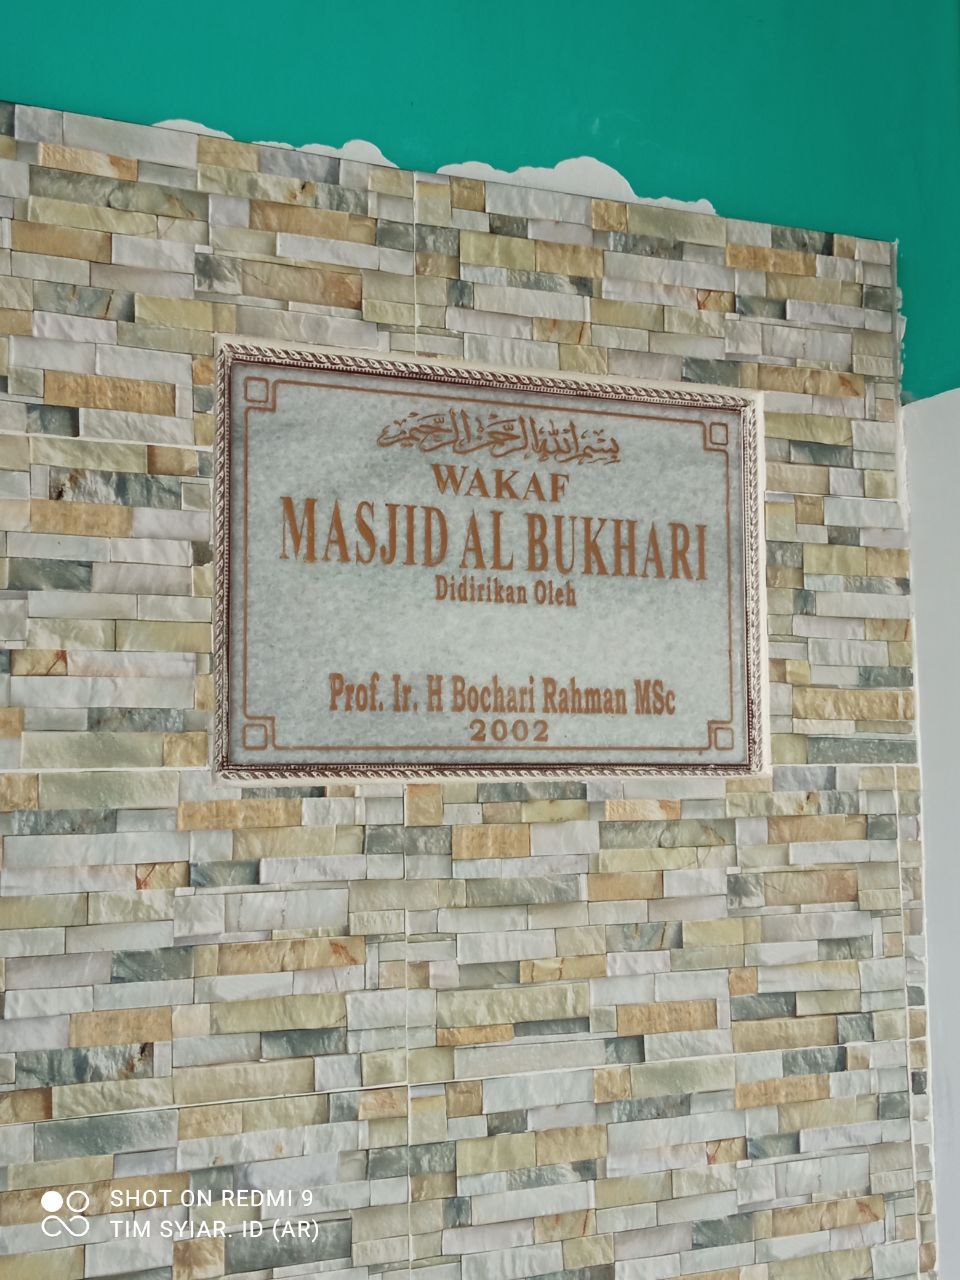 بسم الله الرحمن الرحيم
WAKAF
MASJID AL BUKHARI
Didirikan Oleh
Prof. Ir. H Bochari Rahman MSc
2002
SHOT ON REDMI 9
TIM SYIAR. ID (AR)